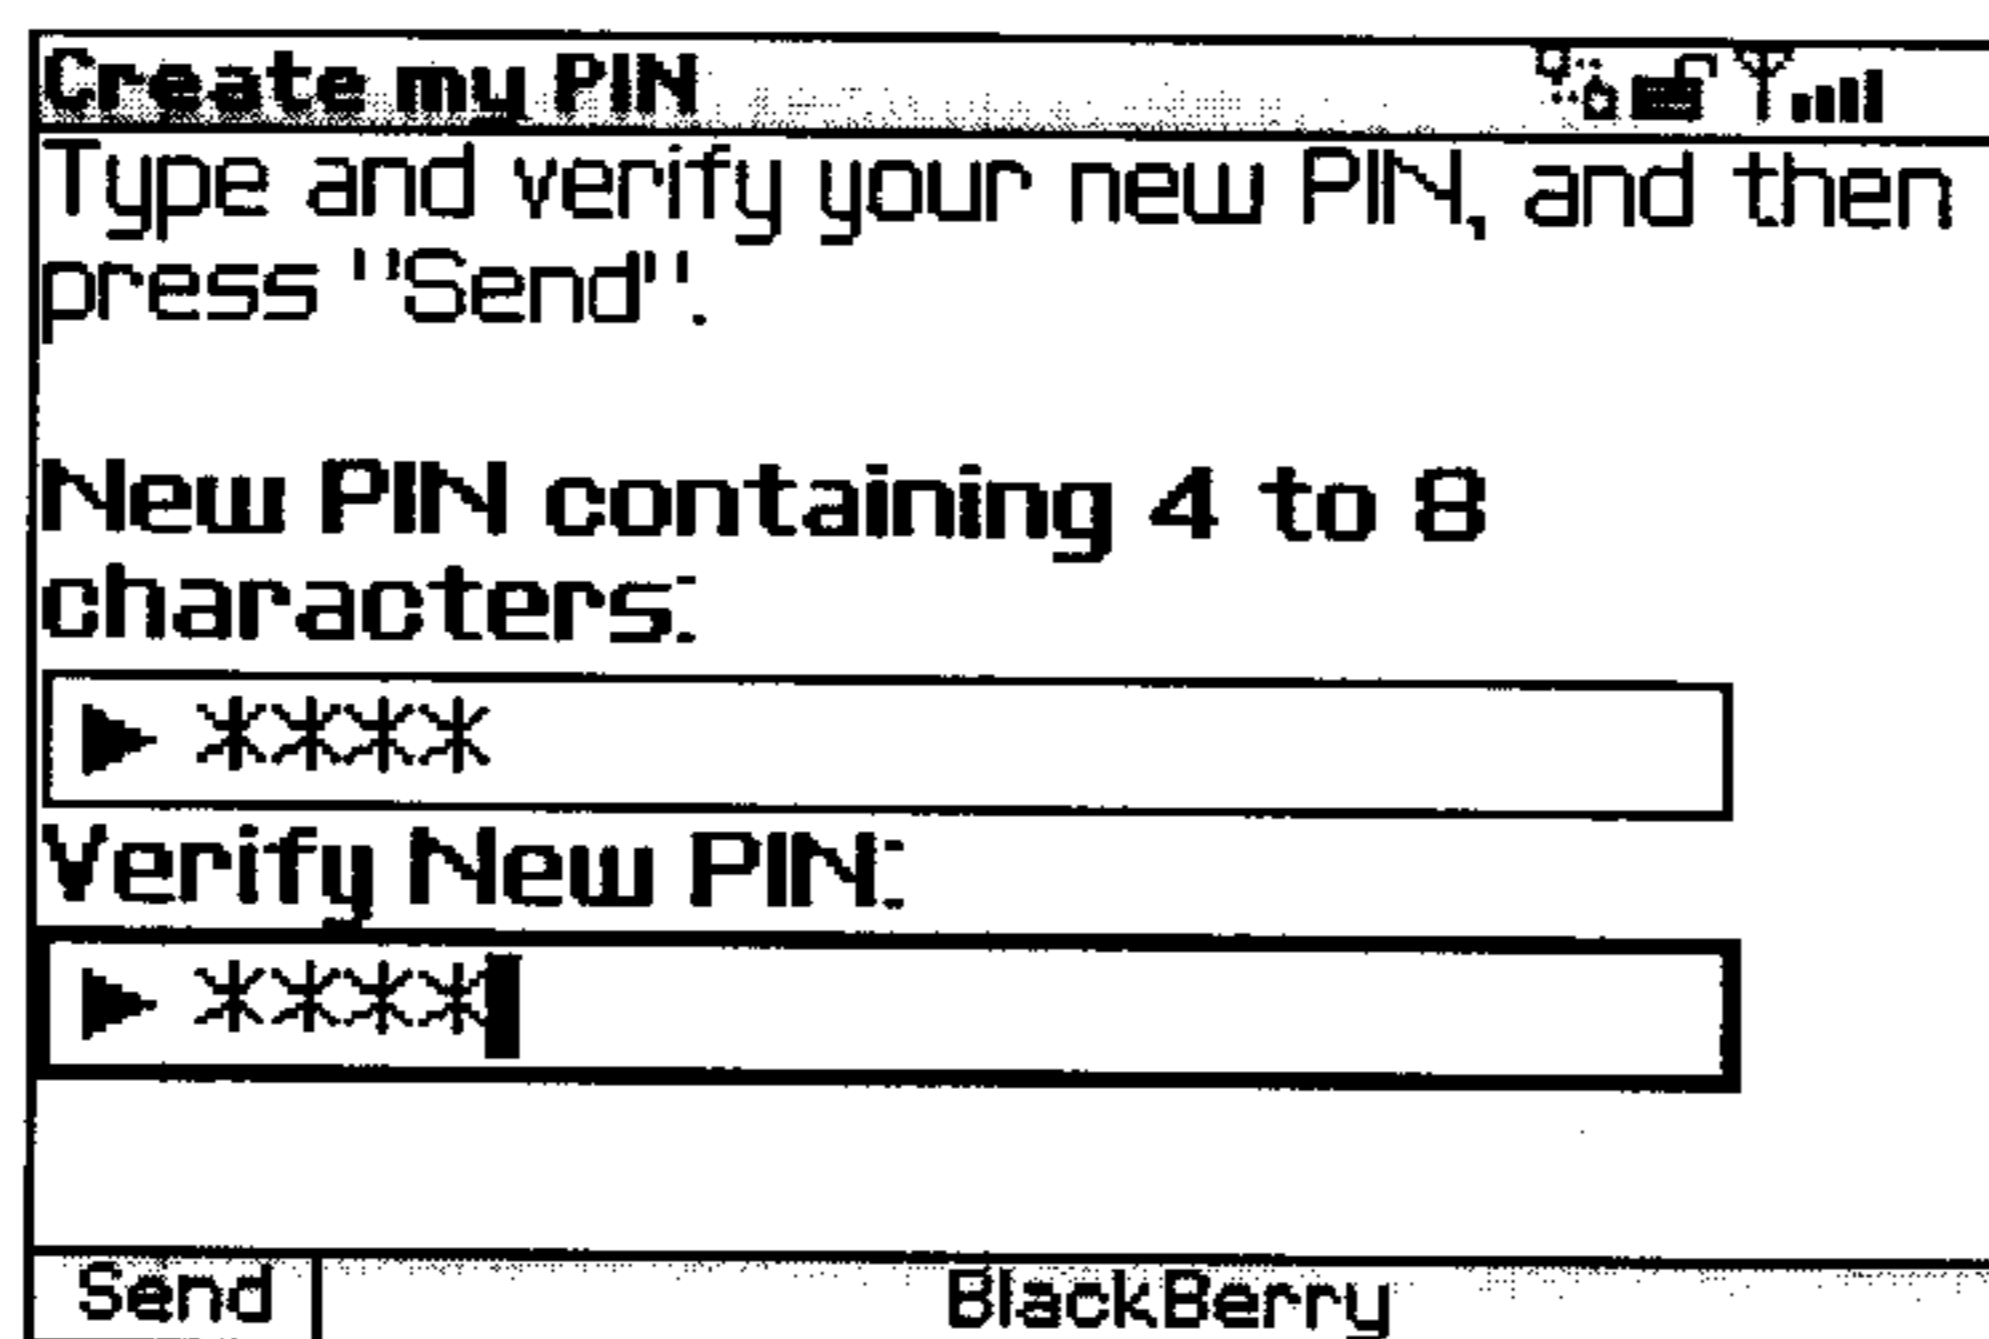 Create my PIN
Type and verify your new PIN, and then
press "Send".
New PIN containing 4 to 8
characters:
****
Verify New PIN:
****
Send BlackBerry